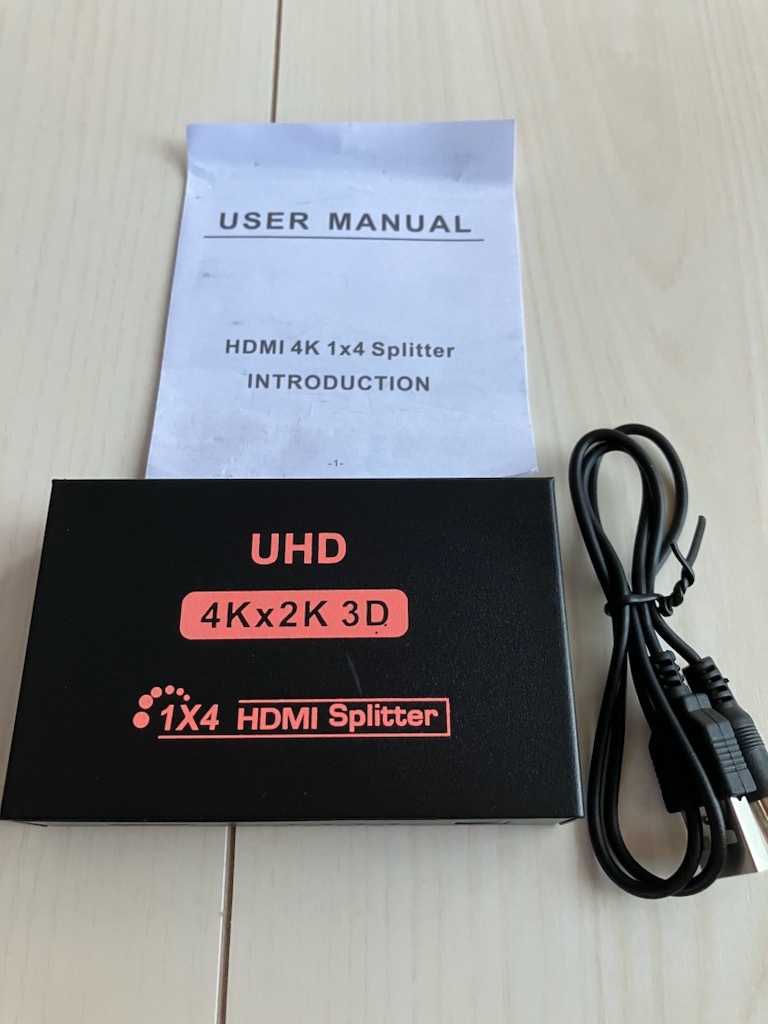 USER MANUAL
HDMI 4K 1x4 Splitter
INTRODUCTION
-1-
UHD
4Kx2K 3D
1X4 HDMI Splitter